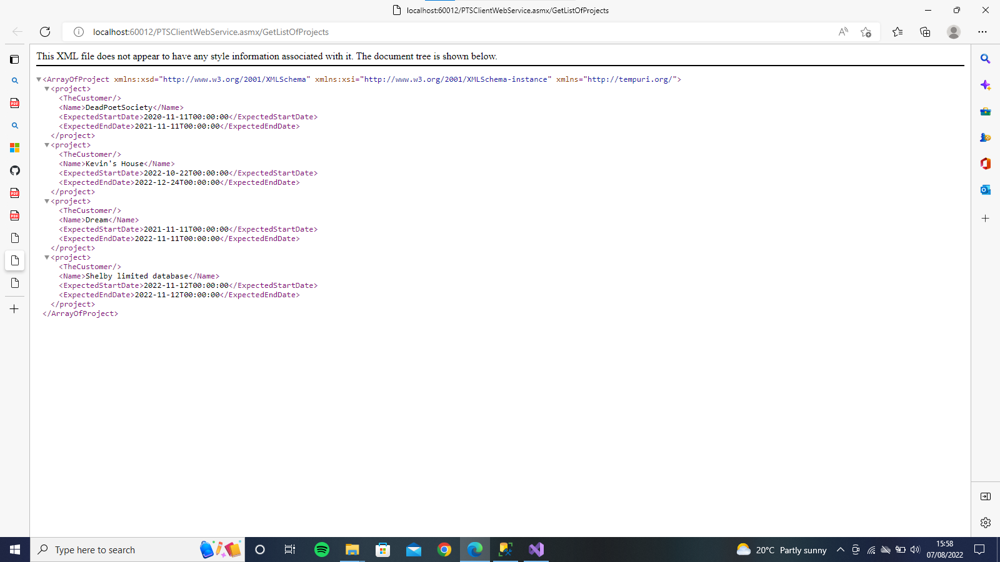 localhost:60012/PTSClientWebService.asmx/GetListOfProjects
localhost:60012/PTSClientWebService.asmx/GetListOfProjects
This XML file does not appear to have any style information associated with it. The document tree is shown below.
▼<ArrayOfProject xmlns:xsd="http://www.w3.org/2001/XMLSchema" xmlns:xsi="http://www.w3.org/2001/XMLSchema-instance" xmlns="http://tempuri.org/">
▼<project>
<TheCustomer/>
<Name>DeadPoetSociety</Name>
<ExpectedStartDate>2020-11-11T00:00:00</ExpectedStartDate>
<ExpectedEndDate>2021-11-11T00:00:00</ExpectedEndDate>
</project>
▼<project>
<TheCustomer/>
<Name>Kevin's House</Name>
<ExpectedStartDate>2022-10-22T00:00:00</ExpectedStartDate>
<ExpectedEndDate>2022-12-24T00:00:00</ExpectedEndDate>
</project>
▼<project>
<TheCustomer/>
<Name>Dream</Name>
<ExpectedStartDate>2021-11-11T00:00:00</ExpectedStartDate>
<ExpectedEndDate>2022-11-11T00:00:00</ExpectedEndDate>
</project>
▼<project>
<TheCustomer/>
<Name>Shelby limited database</Name>
<ExpectedStartDate>2022-11-12T00:00:00</ExpectedStartDate>
<ExpectedEndDate>2022-11-12T00:00:00</ExpectedEndDate>
</project>
</ArrayOfProject>
PDF
PDF
PDF
Type here to search
20°C Partly sunny
15:58
07/08/2022